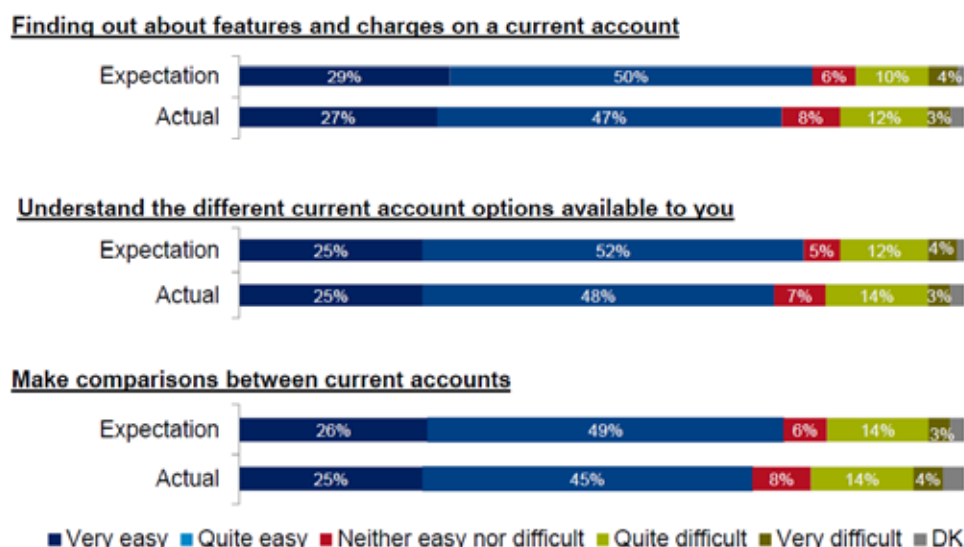 Finding out about features and charges on a current account
Expectation 29% 50% 6% 10% 4%
Actual 27% 47% 8% 12% 3%
Understand the different current account options available to you
Expectation 25% 52% 5% 12% 4%
Actual 25% 48% 7% 14% 3%
Make comparisons between current accounts
Expectation 26% 49% 6% 14% 3%
Actual 25% 45% 8% 14% 4%
Very easy Quite easy Neither easy nor difficult Quite difficult Very difficult DK